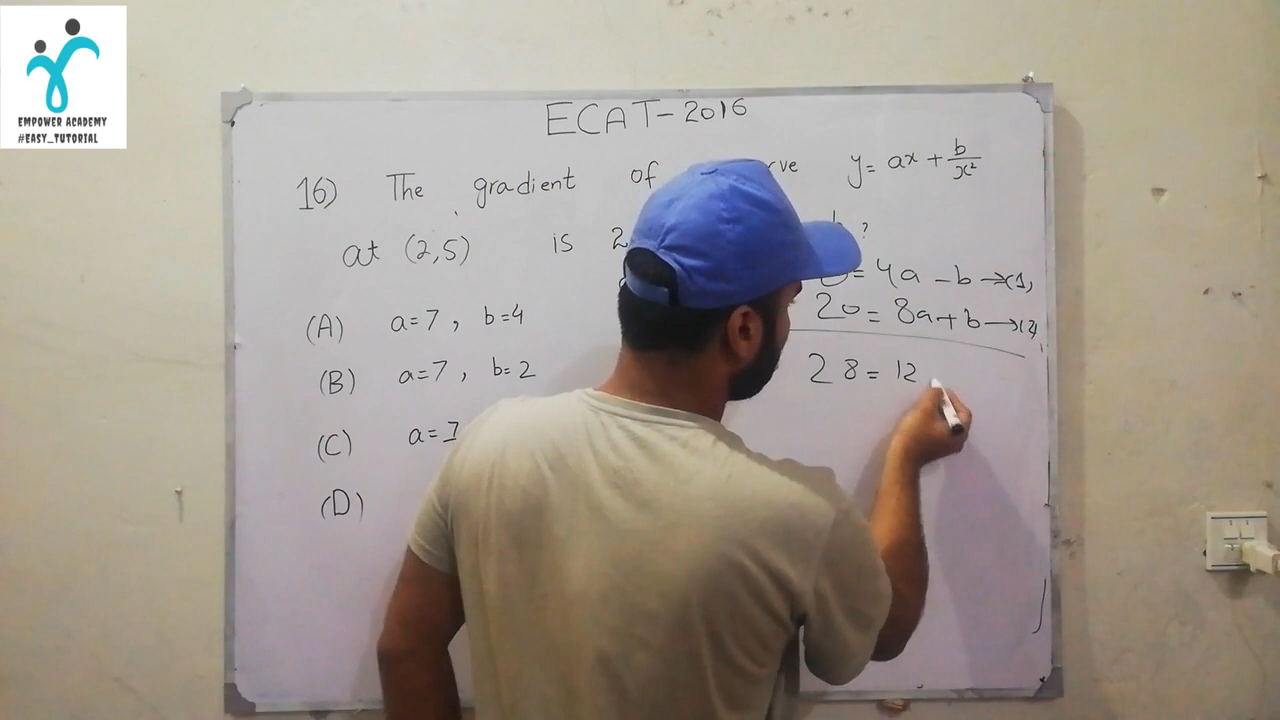 EMPOWER ACADEMY
#EASY_TUTORIAL
ECAT-2016
16) The gradient of rve y= ax + b/x²
at (2,5) is 2 ?
= 4a - b →(1)
(A) a=7, b=4
20 = 8a + b →(2)
(B) a=7, b=2
28 = 12
(C) a=
(D)